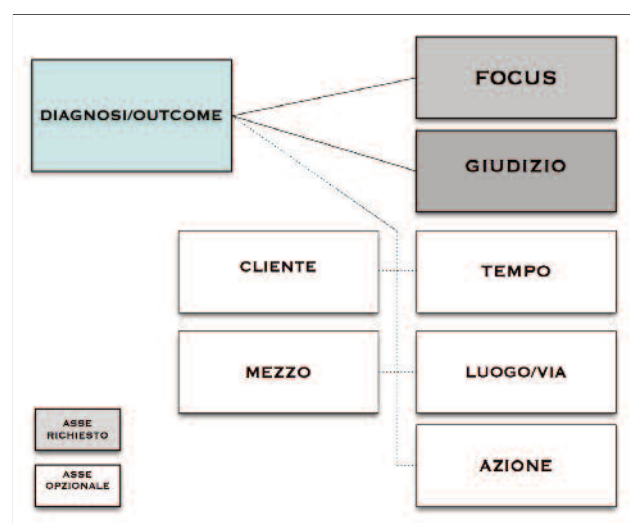 DIAGNOSI/OUTCOME
FOCUS
GIUDIZIO
CLIENTE
TEMPO
MEZZO
LUOGO/VIA
AZIONE
ASSE
RICHIESTO
ASSE
OPZIONALE